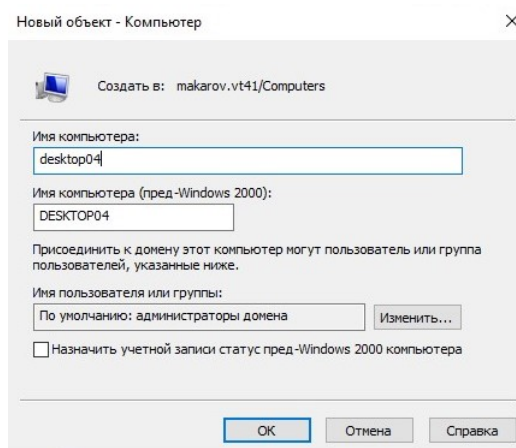 Новый объект - Компьютер
Создать в: makarov.vt41/Computers
Имя компьютера:
desktop04
Имя компьютера (пред-Windows 2000):
DESKTOP04
Присоединить к домену этот компьютер могут пользователь или группа
пользователей, указанные ниже.
Имя пользователя или группы:
По умолчанию: администраторы домена
Изменить...
Назначить учетной записи статус пред-Windows 2000 компьютера
OK
Отмена
Справка